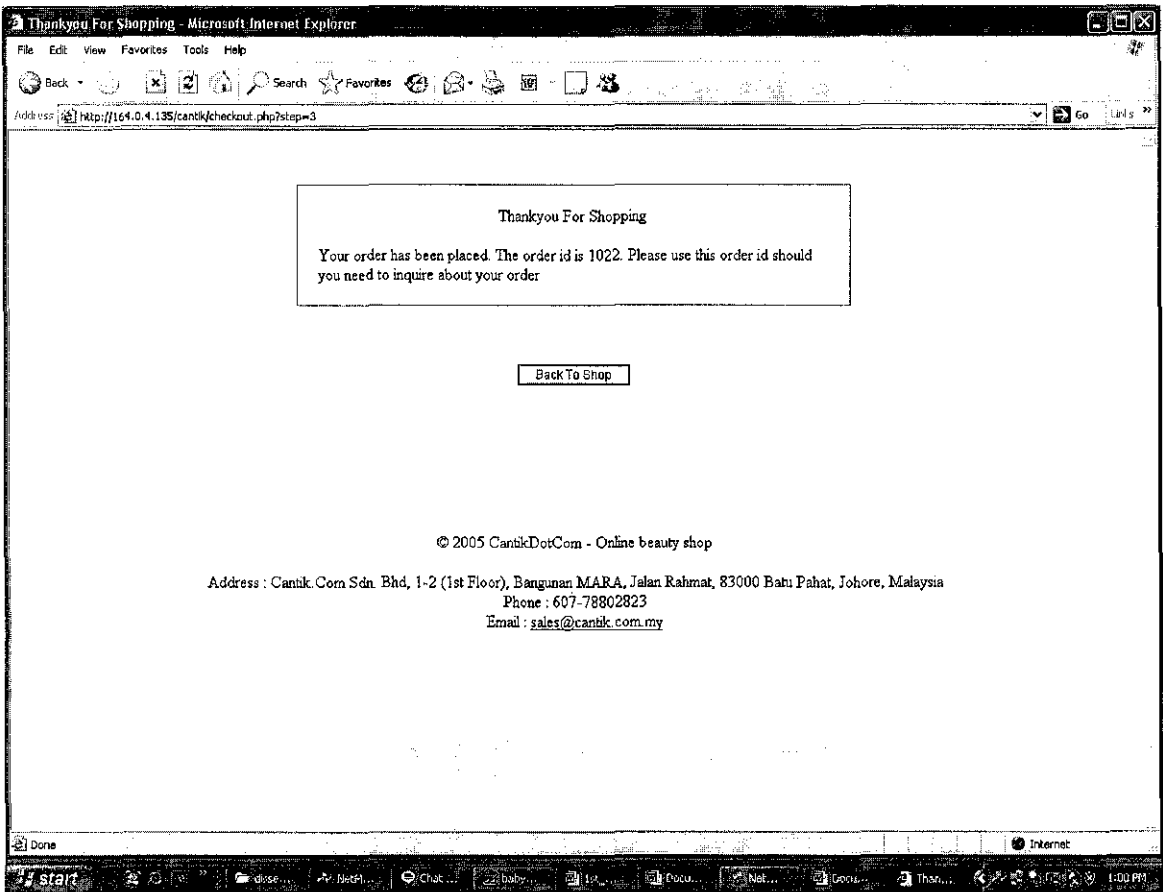 Thankyou For Shopping - Microsoft Internet Explorer
File Edit View Favorites Tools Help
Back Search Favorites
Address http://164.0.4.135/cantik/checkout.php?step=3 Go Links »
Thankyou For Shopping
Your order has been placed. The order id is 1022. Please use this order id should
you need to inquire about your order
Back To Shop
© 2005 CantikDotCom - Online beauty shop
Address : Cantik.Com Sdn. Bhd, 1-2 (1st Floor), Bangunan MARA, Jalan Rahmat, 83000 Batu Pahat, Johore, Malaysia
Phone : 607-78802823
Email : sales@cantik.com.my
Done Internet
start Chat ... baby... Docu... Net... Docu... Than... 1:00 PM